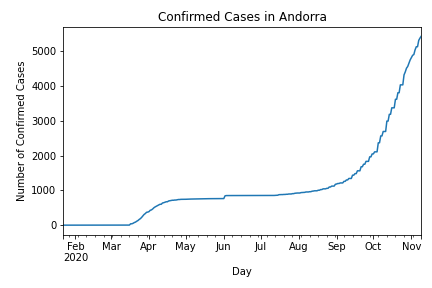 Confirmed Cases in Andorra
Number of Confirmed Cases
5000
4000
3000
2000
1000
0
Feb Mar Apr May Jun Jul Aug Sep Oct Nov
2020
Day